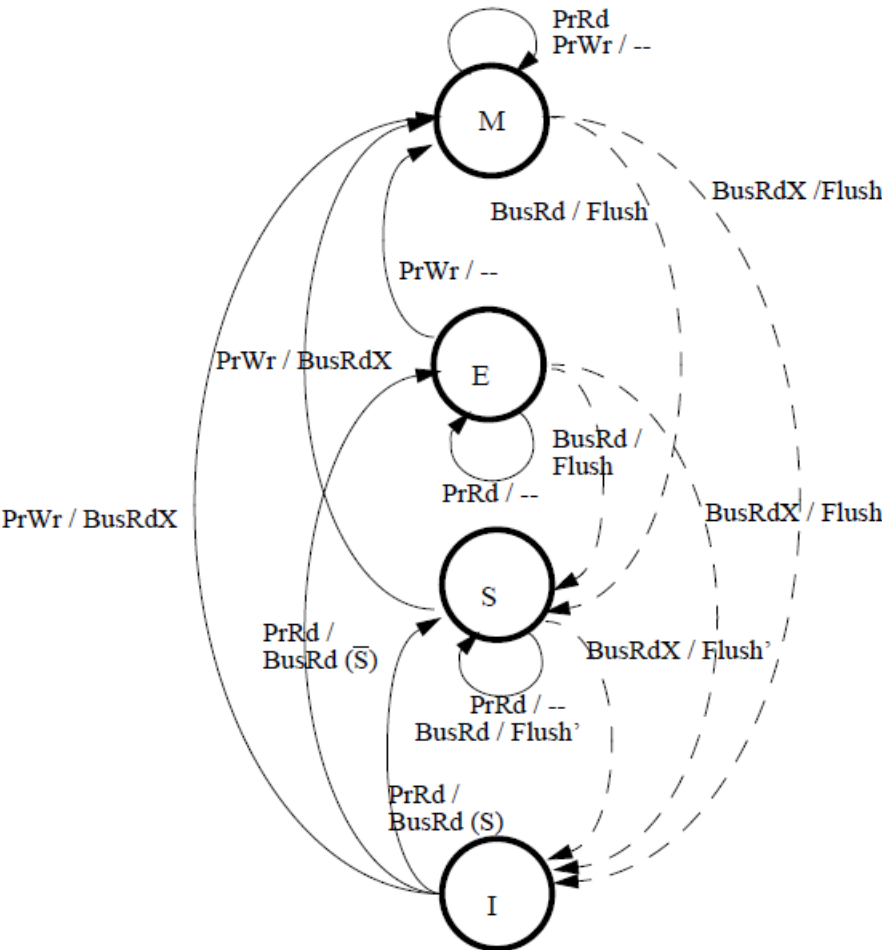 PrRd
PrWr / --
M
BusRdX /Flush
BusRd / Flush
PrWr / --
PrWr / BusRdX
E
BusRd /
Flush
PrRd / --
PrWr / BusRdX
BusRdX / Flush
S
PrRd /
BusRd (S̅)
BusRdX / Flush’
PrRd / --
BusRd / Flush’
PrRd /
BusRd (S)
I